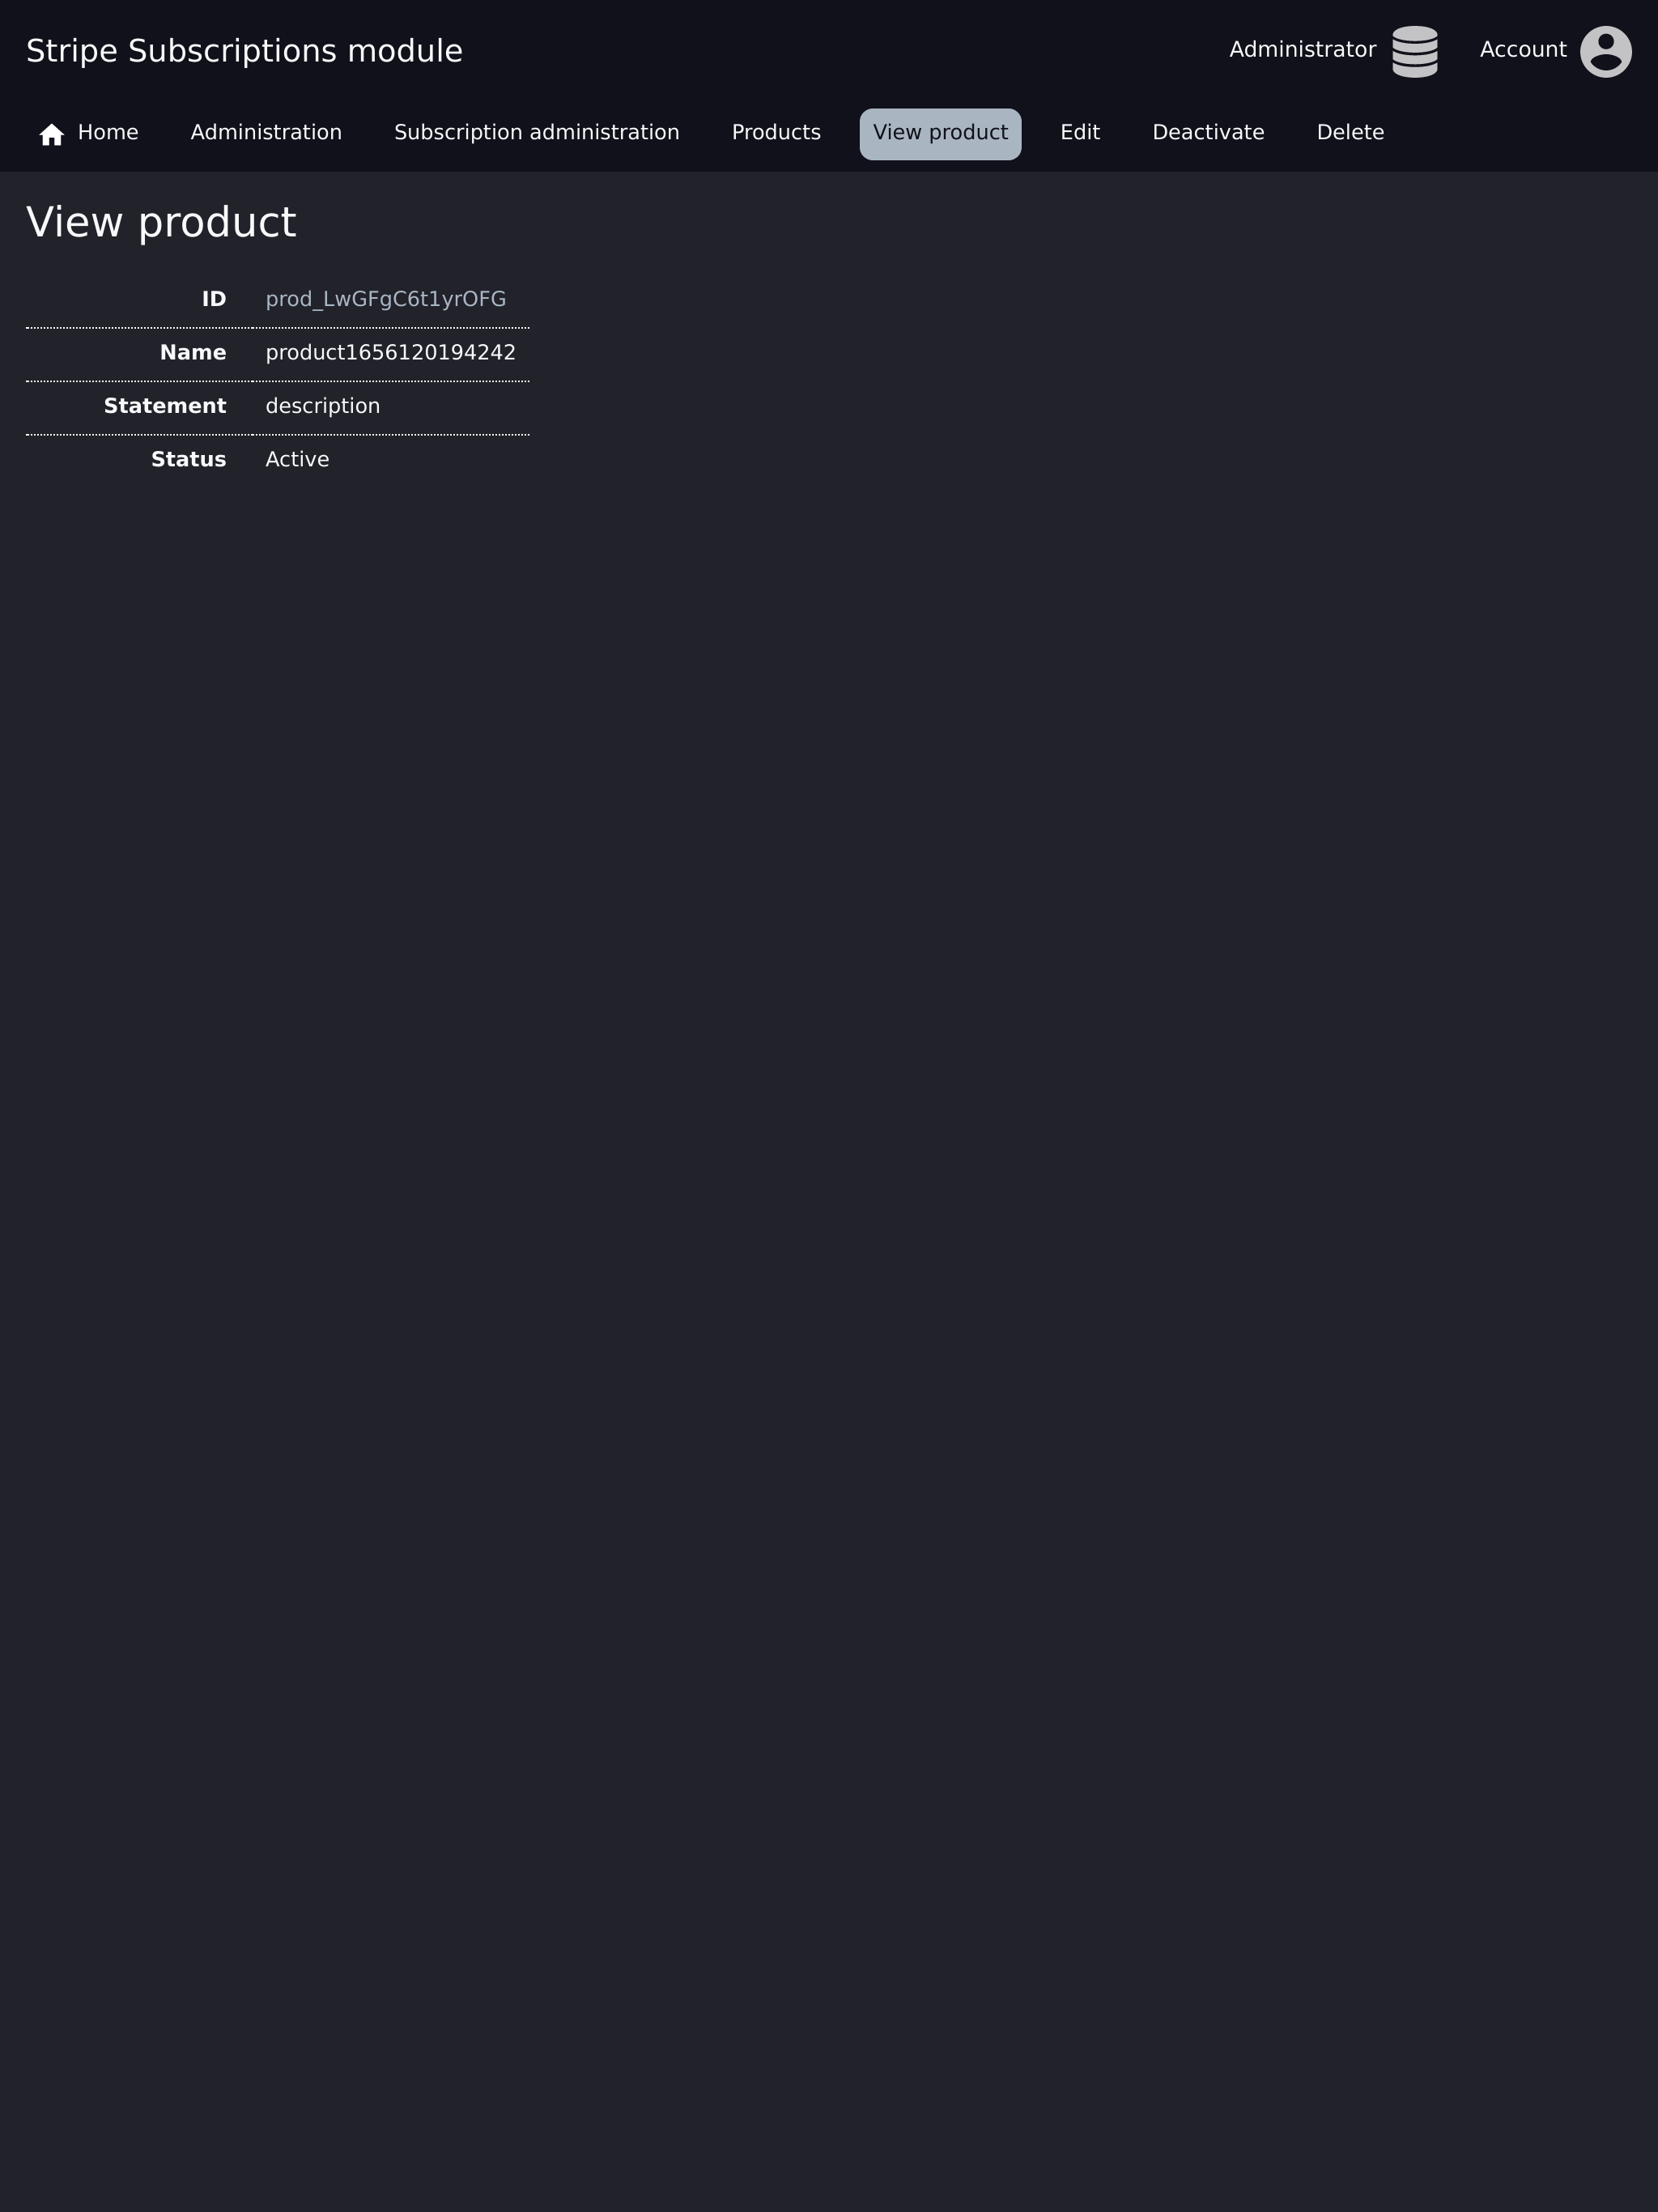 Stripe Subscriptions module
Administrator Account
Home Administration Subscription administration Products View product Edit Deactivate Delete
View product
ID prod_LwGFgC6t1yrOFG
Name product1656120194242
Statement description
Status Active